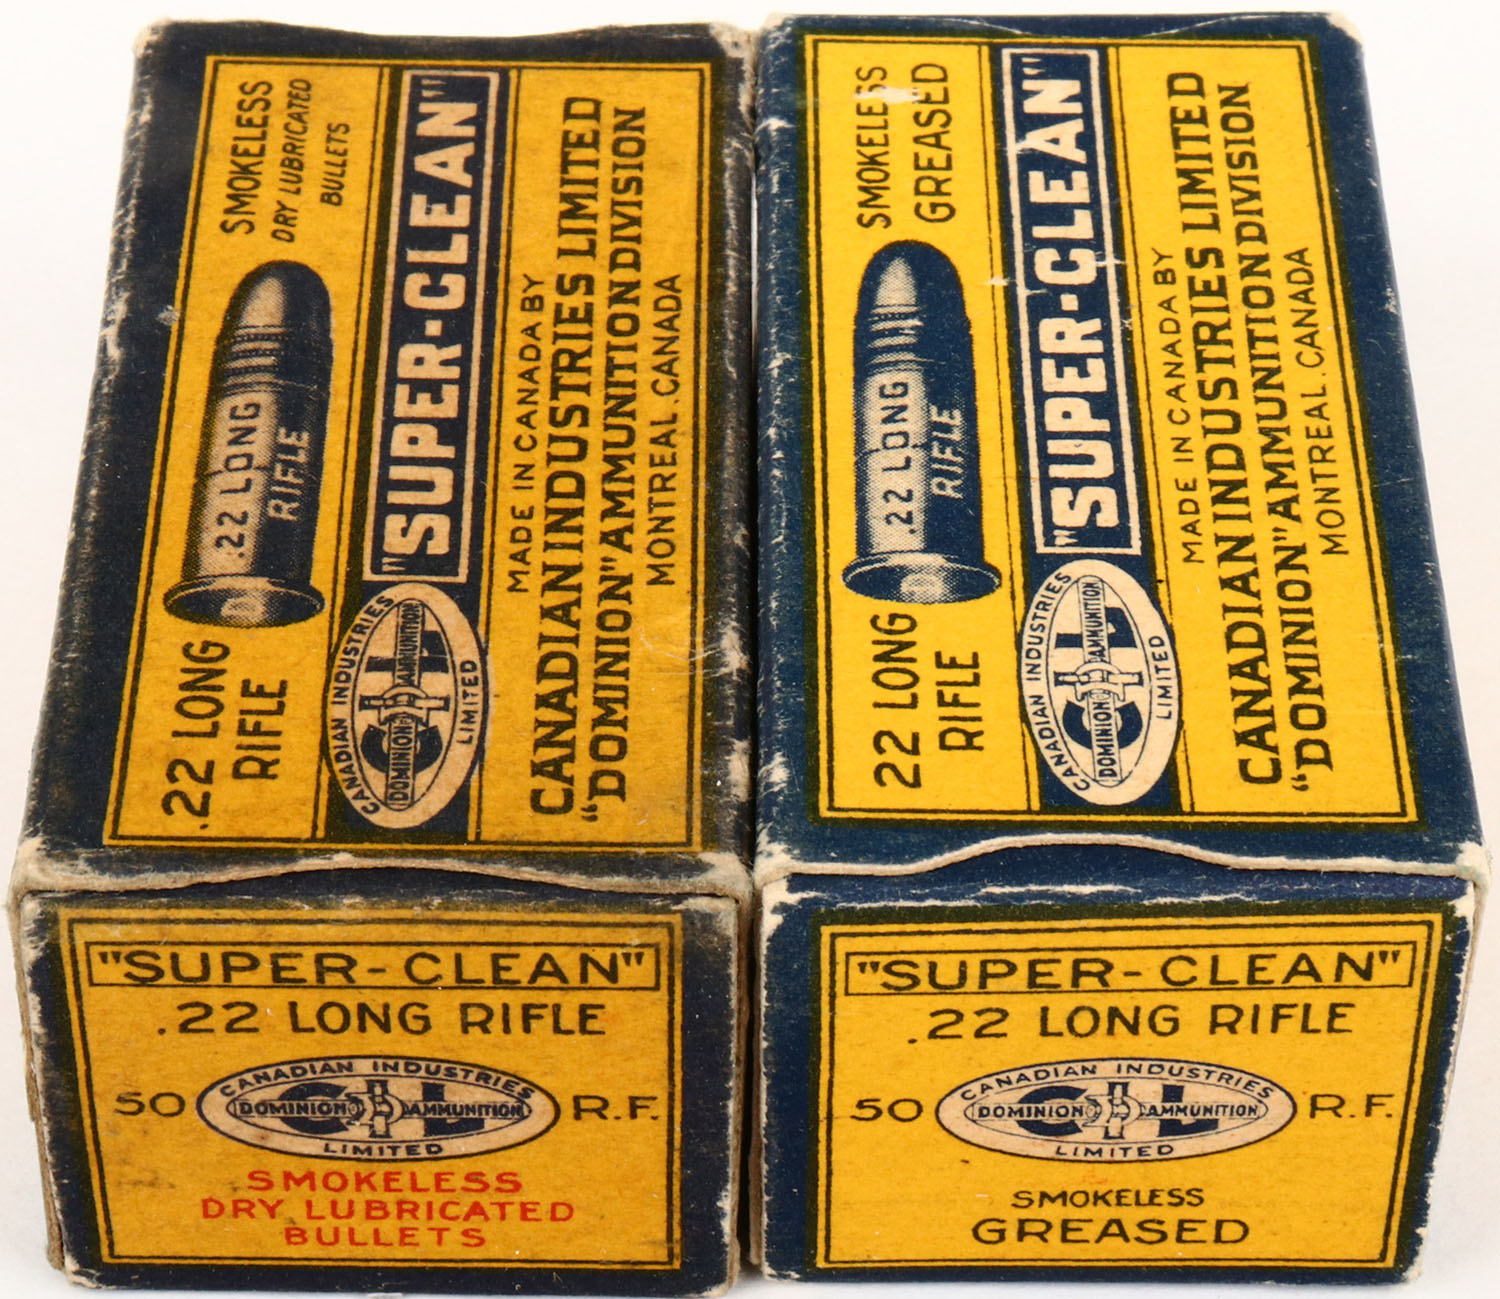 SMOKELESS
DRY LUBRICATED
BULLETS
.22 LONG
RIFLE
D
.22 LONG
RIFLE
"SUPER-CLEAN"
CANADIAN INDUSTRIES
DOMINION AMMUNITION
CIL
LIMITED
MADE IN CANADA BY
CANADIAN INDUSTRIES LIMITED
"DOMINION" AMMUNITION DIVISION
MONTREAL. CANADA
"SUPER-CLEAN"
.22 LONG RIFLE
50
CANADIAN INDUSTRIES
CIL
DOMINION AMMUNITION
LIMITED
R.F.
SMOKELESS
DRY LUBRICATED
BULLETS
SMOKELESS
GREASED
.22 LONG
RIFLE
D
.22 LONG
RIFLE
"SUPER-CLEAN"
CANADIAN INDUSTRIES
DOMINION AMMUNITION
CIL
LIMITED
MADE IN CANADA BY
CANADIAN INDUSTRIES LIMITED
"DOMINION" AMMUNITION DIVISION
MONTREAL. CANADA
"SUPER-CLEAN"
.22 LONG RIFLE
50
CANADIAN INDUSTRIES
CIL
DOMINION AMMUNITION
LIMITED
R.F.
SMOKELESS
GREASED